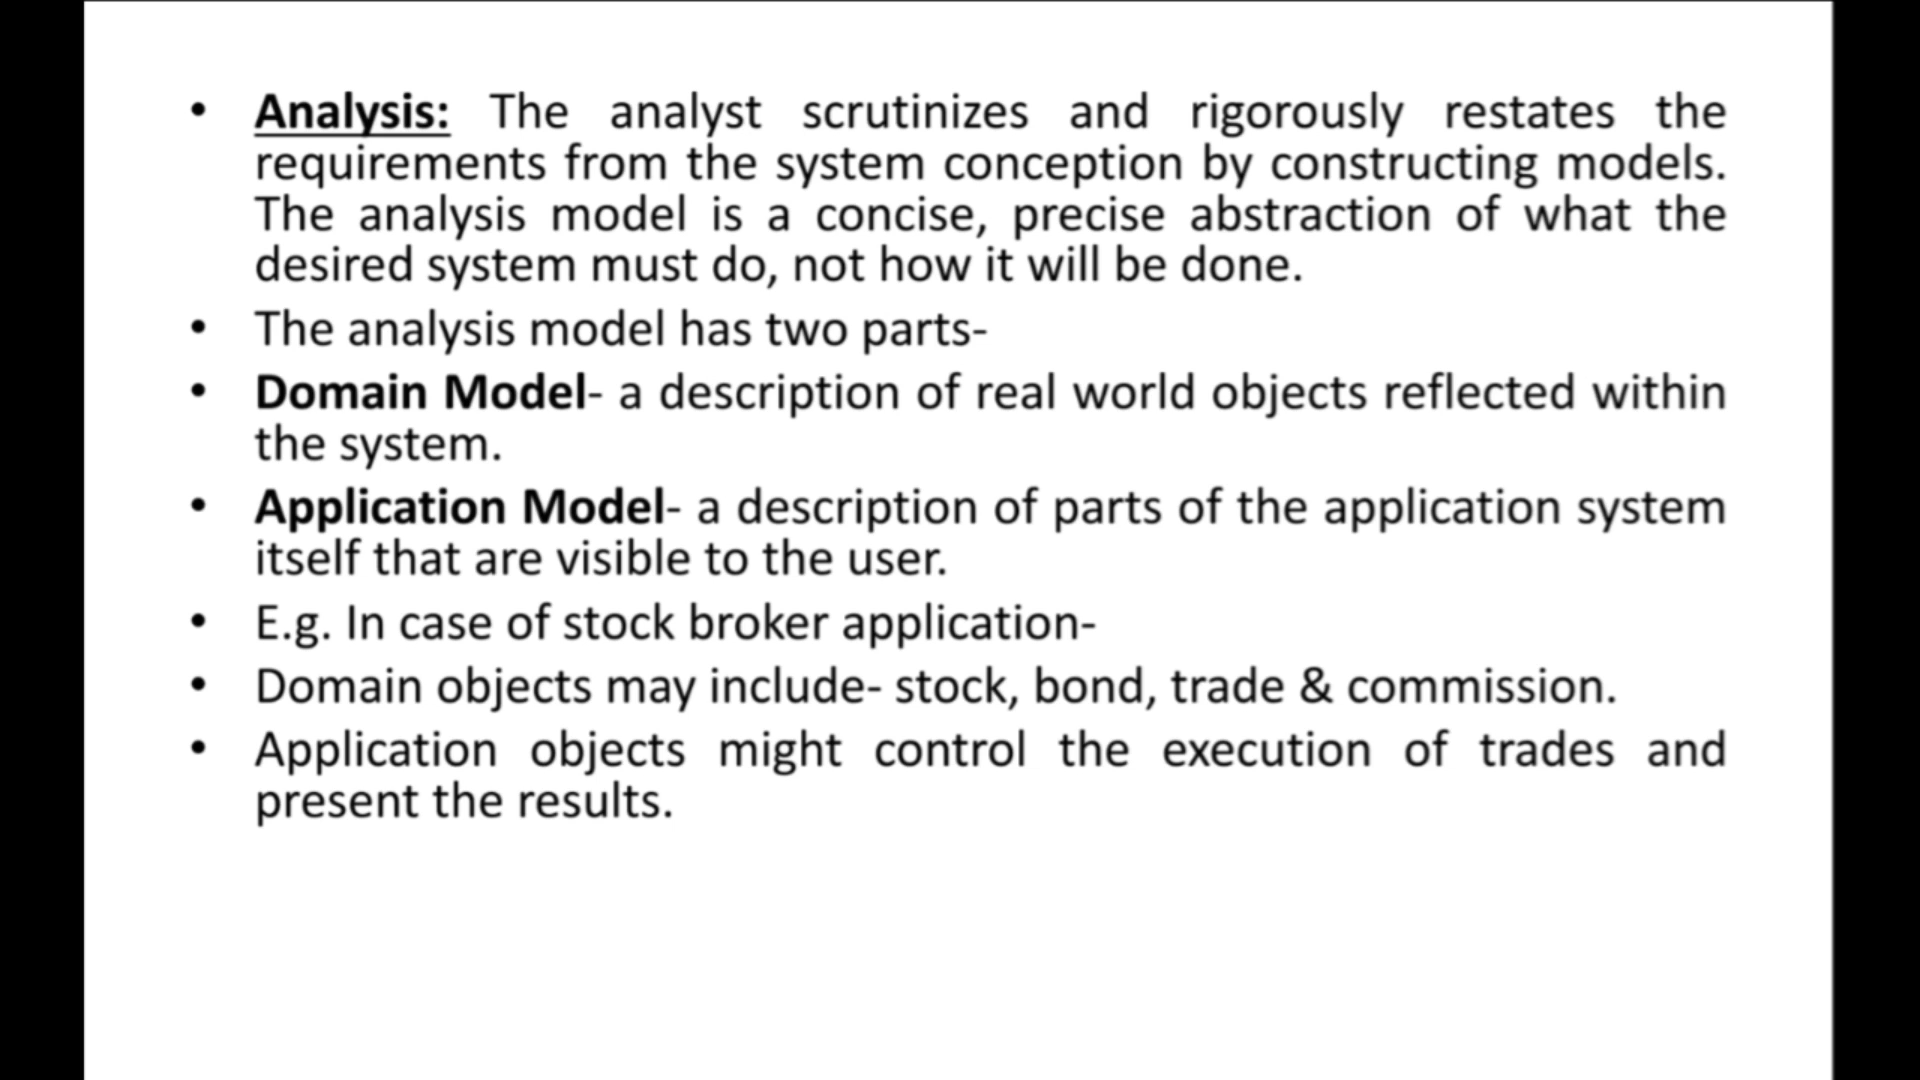 • Analysis: The analyst scrutinizes and rigorously restates the
requirements from the system conception by constructing models.
The analysis model is a concise, precise abstraction of what the
desired system must do, not how it will be done.
• The analysis model has two parts-
• Domain Model- a description of real world objects reflected within
the system.
• Application Model- a description of parts of the application system
itself that are visible to the user.
• E.g. In case of stock broker application-
• Domain objects may include- stock, bond, trade & commission.
• Application objects might control the execution of trades and
present the results.